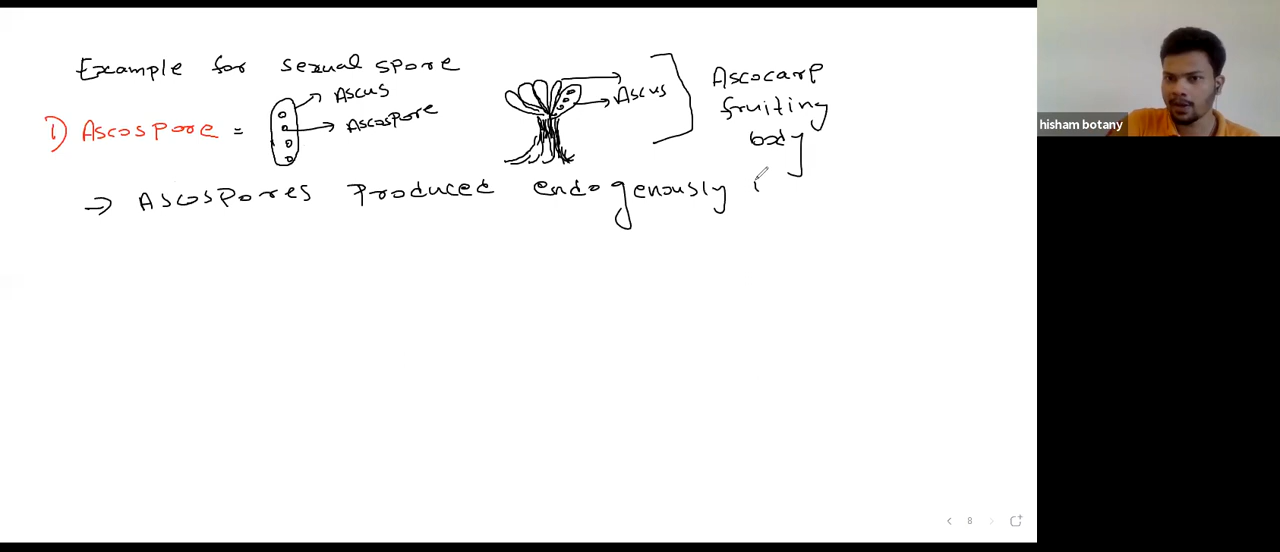 Example for sexual spore
1) Ascospore =
Ascus
Ascospore
Ascus
Ascocarp
fruiting
body
→ Ascospores produced endogenously i
hisham botany
8